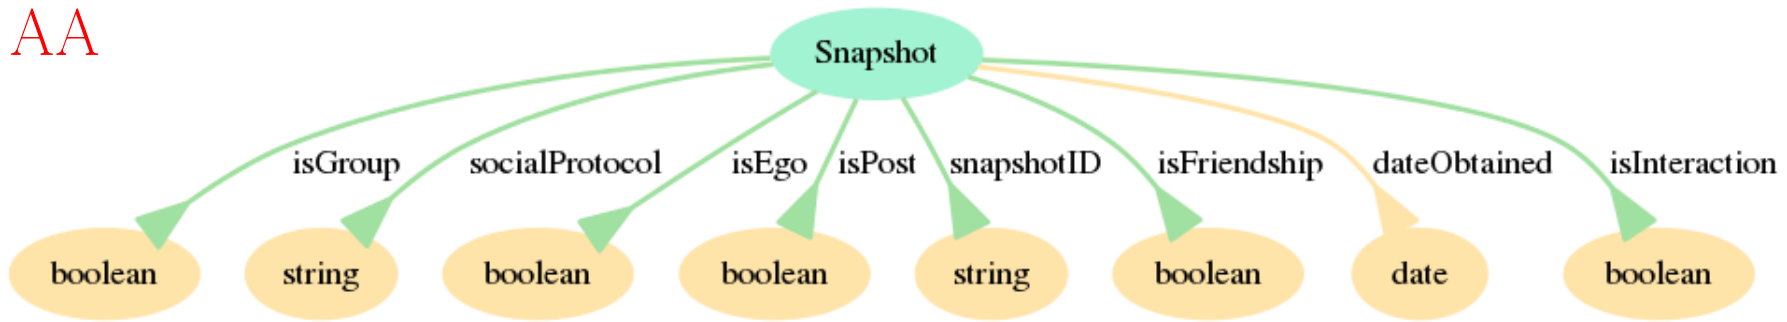 AA
Snapshot
isGroup socialProtocol isEgo isPost snapshotID isFriendship dateObtained isInteraction
boolean string boolean boolean string boolean date boolean